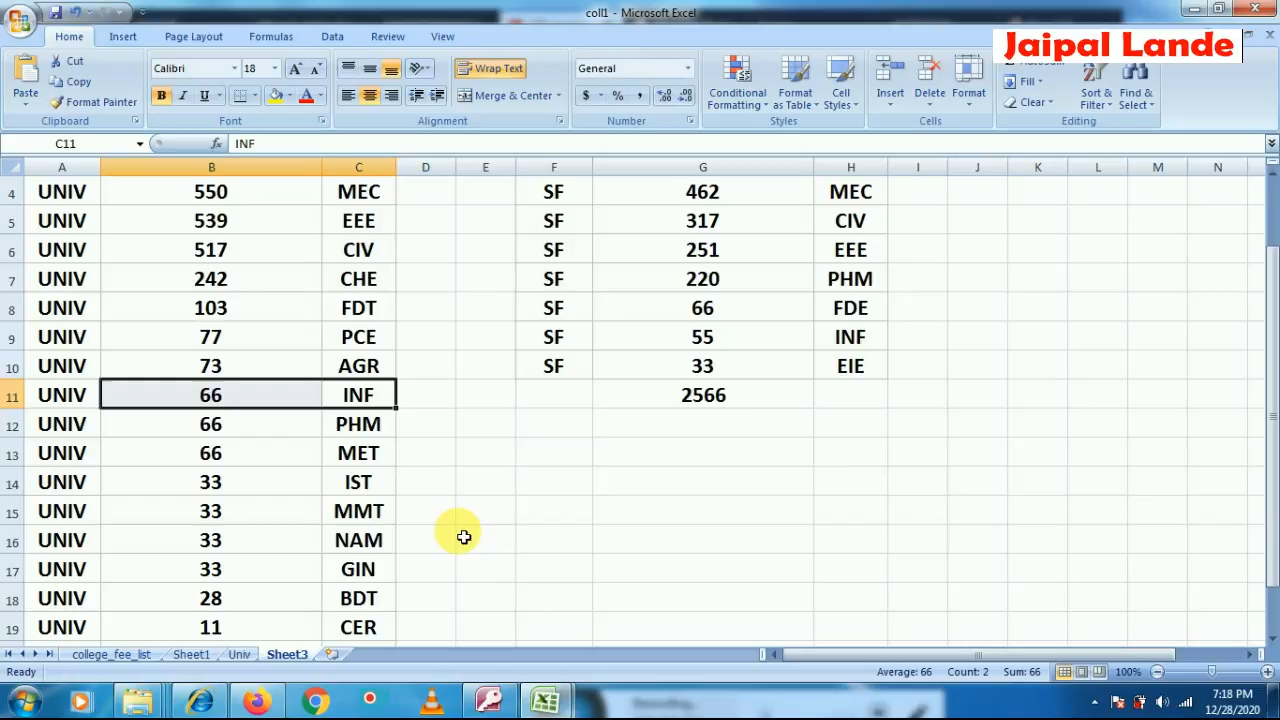 coll1 - Microsoft Excel
Home Insert Page Layout Formulas Data Review View
Jaipal Lande
Paste Cut Copy Format Painter Clipboard
Calibri 18 B I U Font
Wrap Text Merge & Center Alignment
General $ % , Number
Conditional Formatting Format as Table Cell Styles Styles
Insert Delete Format Cells
Fill Clear Sort & Filter Find & Select Editing
C11 fx INF
A B C D E F G H I J K L M N
4 UNIV 550 MEC SF 462 MEC
5 UNIV 539 EEE SF 317 CIV
6 UNIV 517 CIV SF 251 EEE
7 UNIV 242 CHE SF 220 PHM
8 UNIV 103 FDT SF 66 FDE
9 UNIV 77 PCE SF 55 INF
10 UNIV 73 AGR SF 33 EIE
11 UNIV 66 INF 2566
12 UNIV 66 PHM
13 UNIV 66 MET
14 UNIV 33 IST
15 UNIV 33 MMT
16 UNIV 33 NAM
17 UNIV 33 GIN
18 UNIV 28 BDT
19 UNIV 11 CER
college_fee_list Sheet1 Univ Sheet3
Ready Average: 66 Count: 2 Sum: 66 100%
7:18 PM
12/28/2020